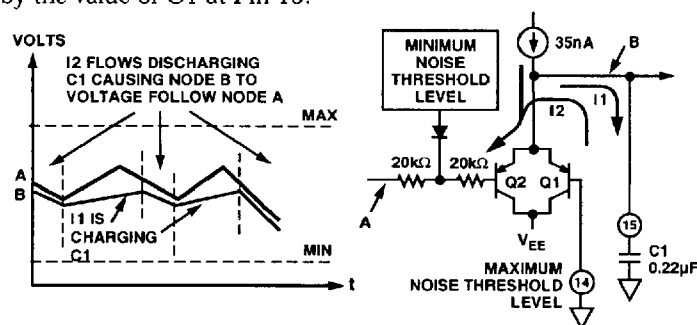 by the value of C1 at Pin 15.
VOLTS
I2 FLOWS DISCHARGING
C1 CAUSING NODE B TO
VOLTAGE FOLLOW NODE A
MAX
A
B
I1 IS
CHARGING
C1
MIN
t
MINIMUM
NOISE
THRESHOLD
LEVEL
35nA
B
I1
I2
20kΩ
20kΩ
Q2
Q1
A
VEE
15
C1
0.22µF
MAXIMUM
NOISE THRESHOLD
LEVEL
14